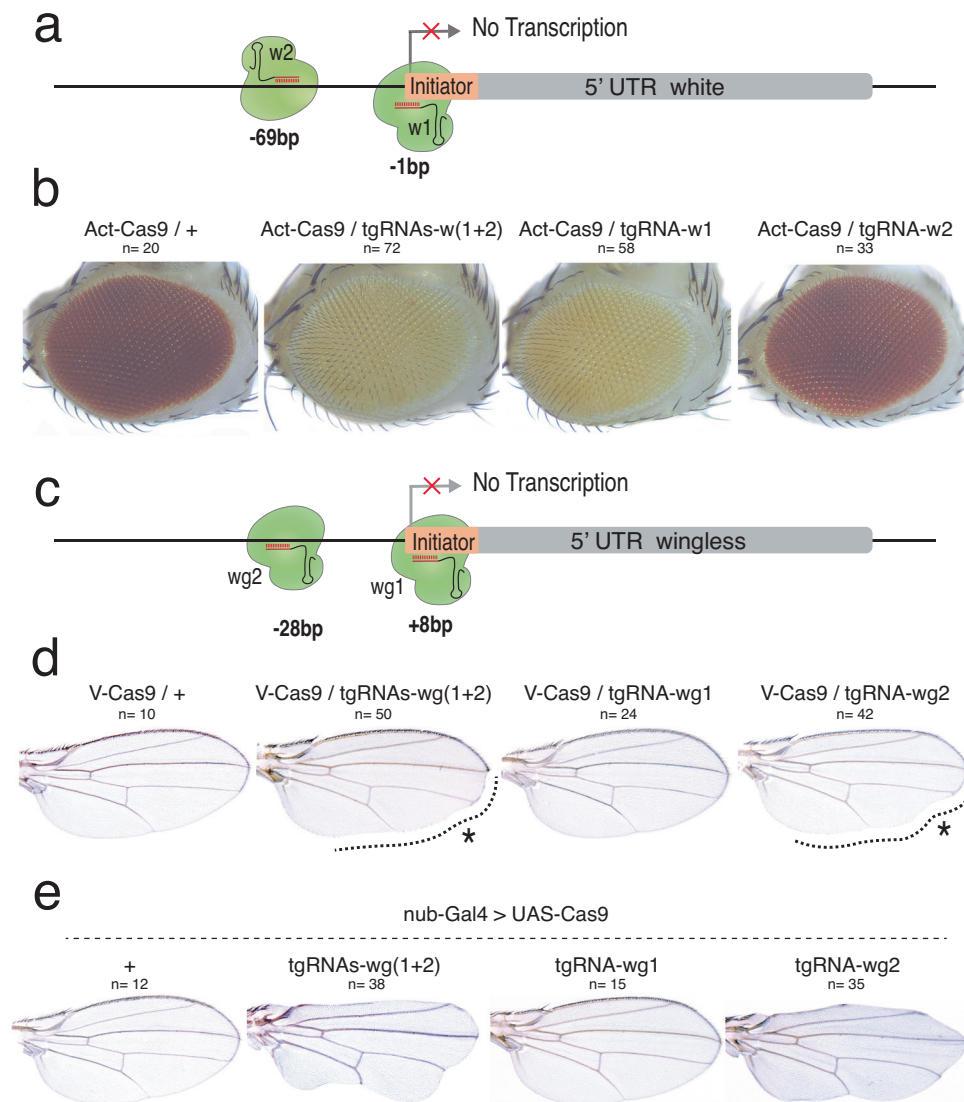 a
No Transcription
w2
Initiator
5' UTR white
w1
-69bp
-1bp
b
Act-Cas9 / +
n= 20
Act-Cas9 / tgRNAs-w(1+2)
n= 72
Act-Cas9 / tgRNA-w1
n= 58
Act-Cas9 / tgRNA-w2
n= 33
c
No Transcription
Initiator
5' UTR wingless
wg2
wg1
-28bp
+8bp
d
V-Cas9 / +
n= 10
V-Cas9 / tgRNAs-wg(1+2)
n= 50
V-Cas9 / tgRNA-wg1
n= 24
V-Cas9 / tgRNA-wg2
n= 42
*
*
e
nub-Gal4 > UAS-Cas9
+
n= 12
tgRNAs-wg(1+2)
n= 38
tgRNA-wg1
n= 15
tgRNA-wg2
n= 35